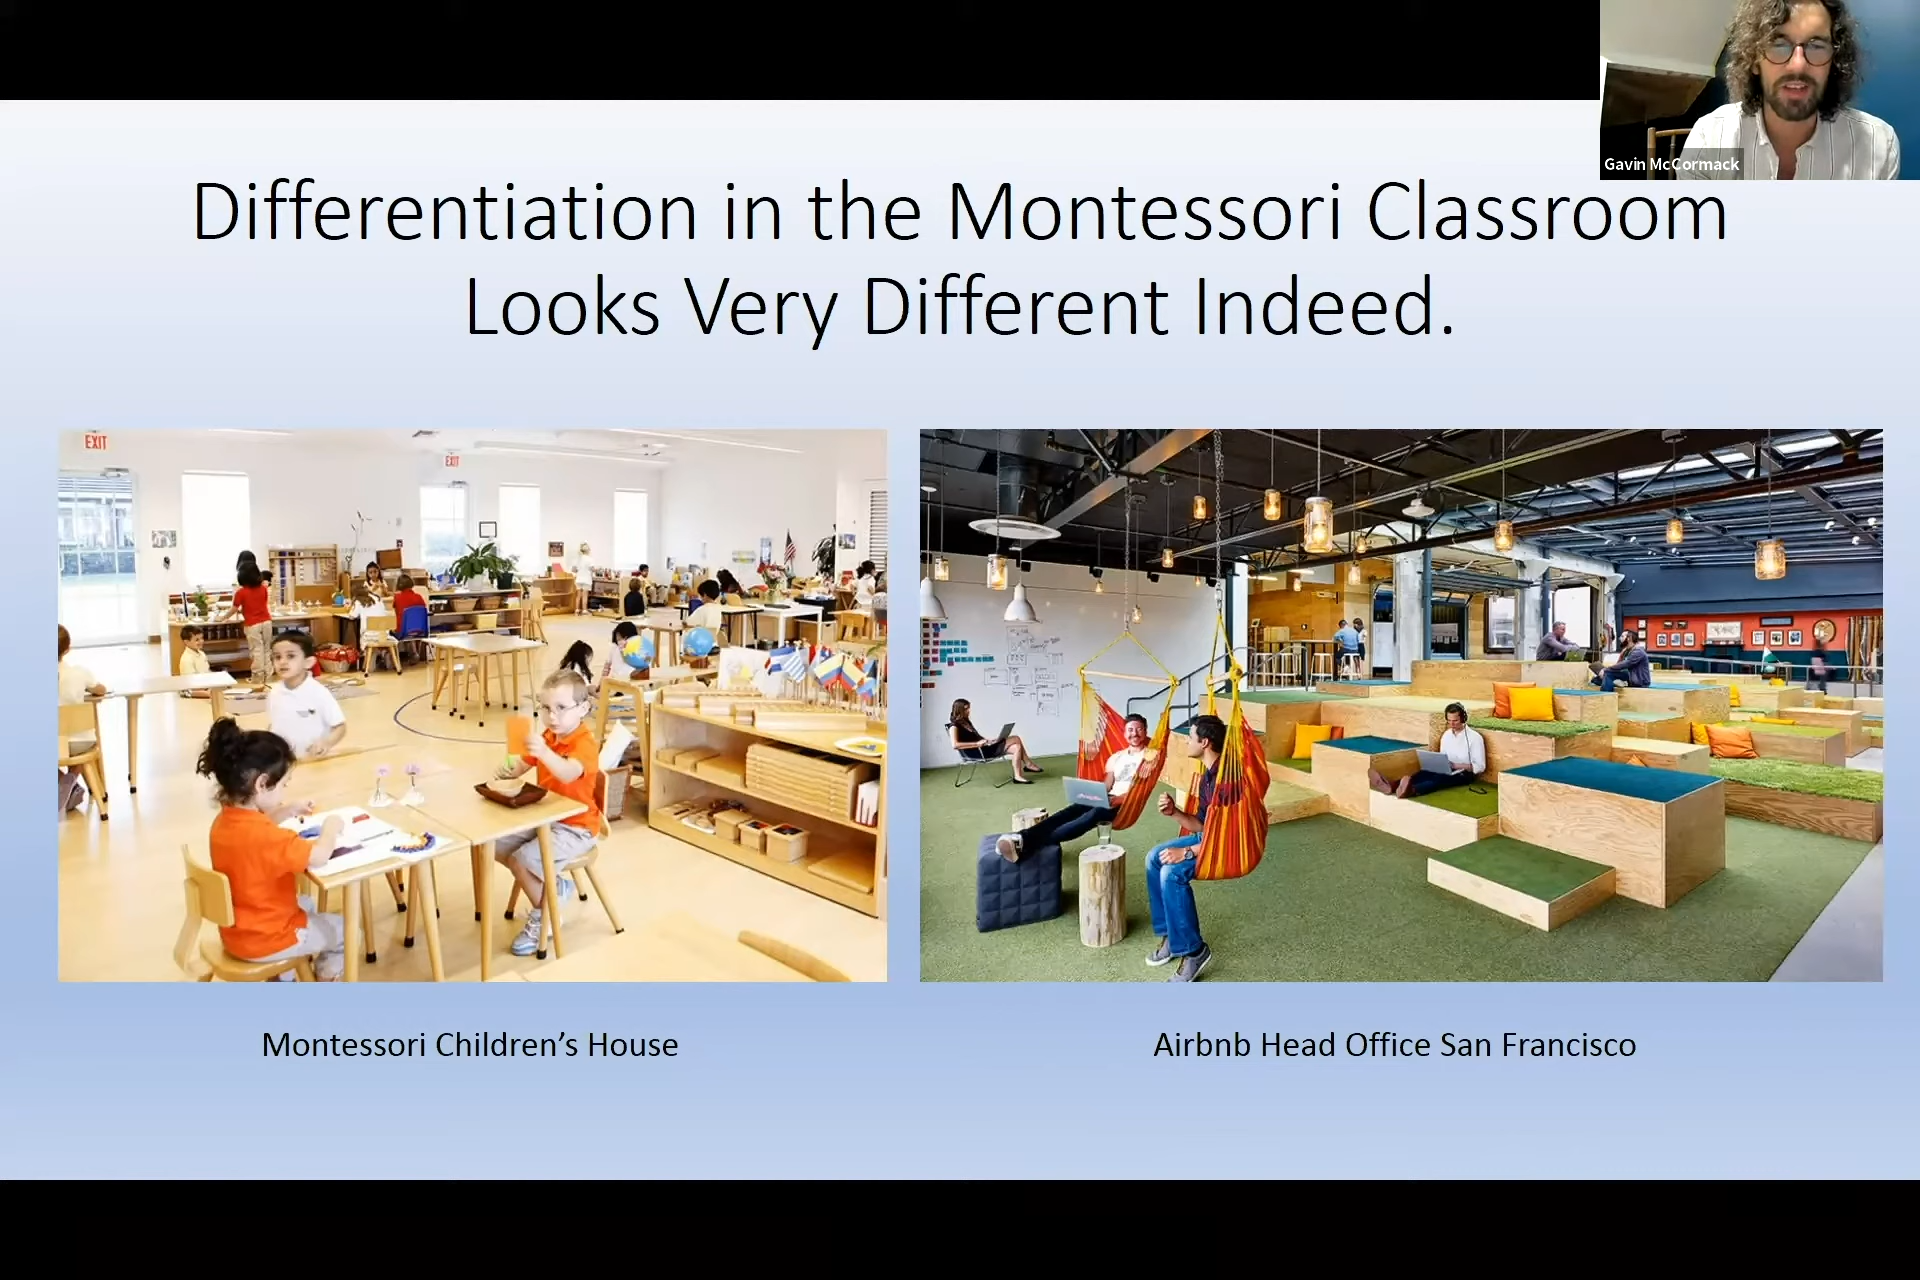 Gavin McCormack
Differentiation in the Montessori Classroom
Looks Very Different Indeed.
EXIT
EXIT
Montessori Children’s House
Airbnb Head Office San Francisco